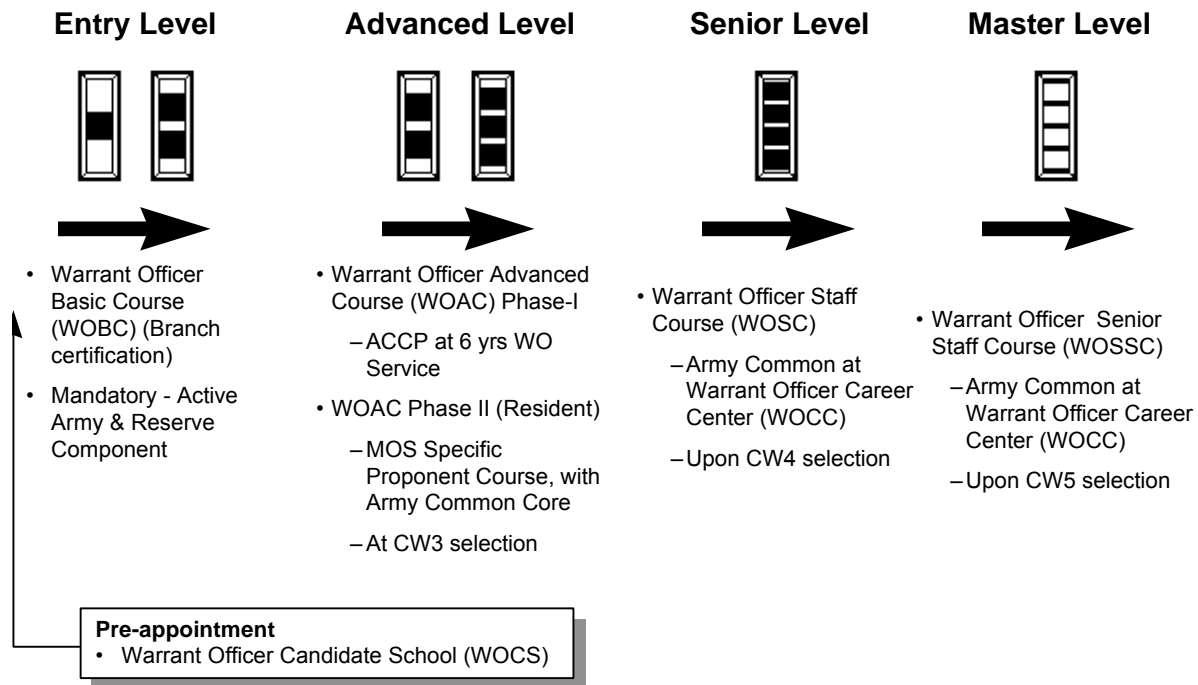 Entry Level
Advanced Level
Senior Level
Master Level
• Warrant Officer
Basic Course
(WOBC) (Branch
certification)
• Mandatory - Active
Army & Reserve
Component
• Warrant Officer Advanced
Course (WOAC) Phase-I
– ACCP at 6 yrs WO
Service
• WOAC Phase II (Resident)
– MOS Specific
Proponent Course, with
Army Common Core
– At CW3 selection
• Warrant Officer Staff
Course (WOSC)
– Army Common at
Warrant Officer Career
Center (WOCC)
– Upon CW4 selection
• Warrant Officer Senior
Staff Course (WOSSC)
– Army Common at
Warrant Officer Career
Center (WOCC)
– Upon CW5 selection
Pre-appointment
• Warrant Officer Candidate School (WOCS)